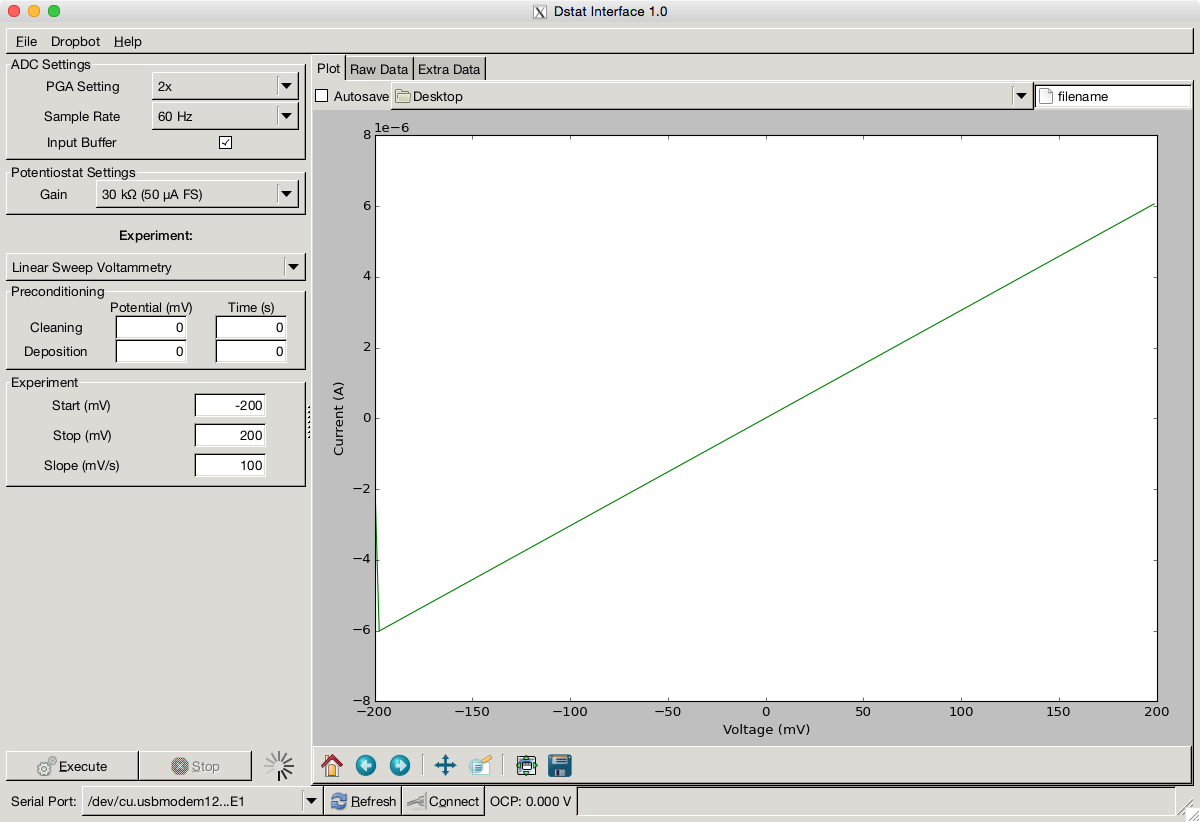 Dstat Interface 1.0
File Dropbot Help
ADC Settings
PGA Setting 2x
Sample Rate 60 Hz
Input Buffer
Potentiostat Settings
Gain 30 kΩ (50 µA FS)
Experiment:
Linear Sweep Voltammetry
Preconditioning
Potential (mV) Time (s)
Cleaning 0 0
Deposition 0 0
Experiment
Start (mV) -200
Stop (mV) 200
Slope (mV/s) 100
Plot Raw Data Extra Data
Autosave Desktop filename
1e−6
8
6
4
2
0
−2
−4
−6
−8
Current (A)
−200 −150 −100 −50 0 50 100 150 200
Voltage (mV)
Execute Stop
Serial Port: /dev/cu.usbmodem12...E1 Refresh Connect OCP: 0.000 V